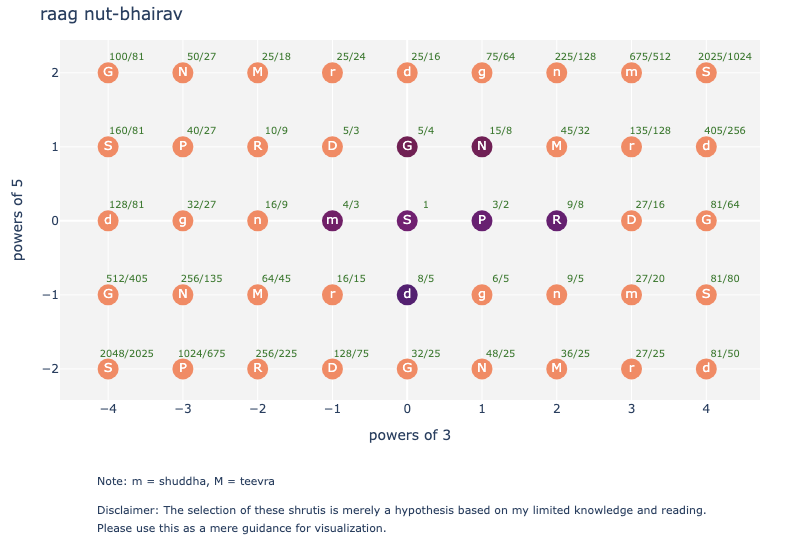 raag nut-bhairav
100/81 50/27 25/18 25/24 25/16 75/64 225/128 675/512 2025/1024
2 G N M r d g n m S
160/81 40/27 10/9 5/3 5/4 15/8 45/32 135/128 405/256
1 S P R D G N M r d
128/81 32/27 16/9 4/3 1 3/2 9/8 27/16 81/64
0 d g n m S P R D G
512/405 256/135 64/45 16/15 8/5 6/5 9/5 27/20 81/80
−1 G N M r d g n m S
2048/2025 1024/675 256/225 128/75 32/25 48/25 36/25 27/25 81/50
−2 S P R D G N M r d
−4 −3 −2 −1 0 1 2 3 4
powers of 5
powers of 3
Note: m = shuddha, M = teevra
Disclaimer: The selection of these shrutis is merely a hypothesis based on my limited knowledge and reading.
Please use this as a mere guidance for visualization.